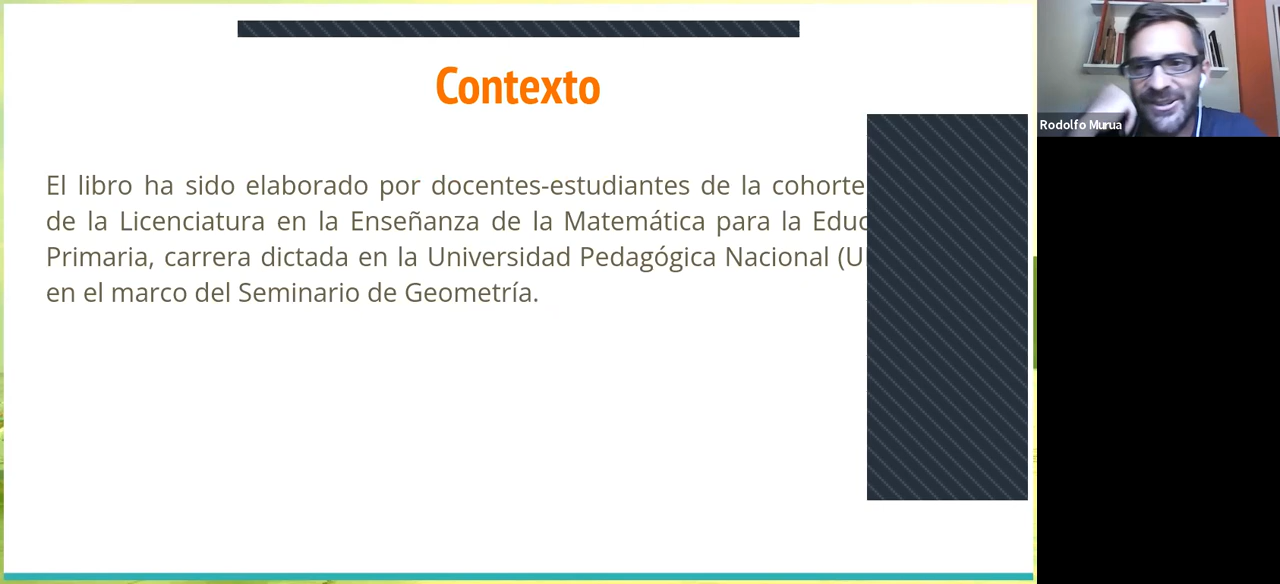 Contexto
El libro ha sido elaborado por docentes-estudiantes de la cohorte
de la Licenciatura en la Enseñanza de la Matemática para la
Primaria, carrera dictada en la Universidad Pedagógica Nacional
en el marco del Seminario de Geometría.
Rodolfo Murua